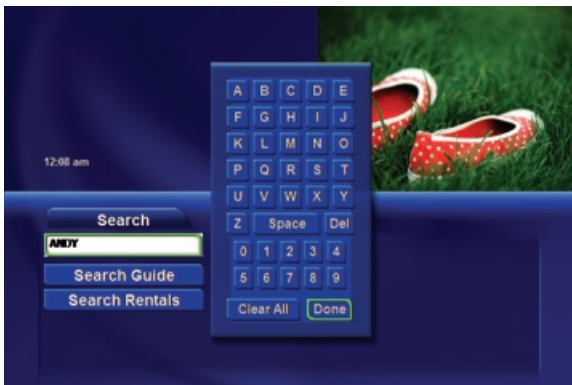 A B C D E
F G H I J
K L M N O
12:08 am
P Q R S T
U V W X Y
Search
Z Space Del
ANDY
0 1 2 3 4
Search Guide
5 6 7 8 9
Search Rentals
Clear All Done